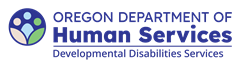 OREGON DEPARTMENT OF
Human Services
Developmental Disabilities Services